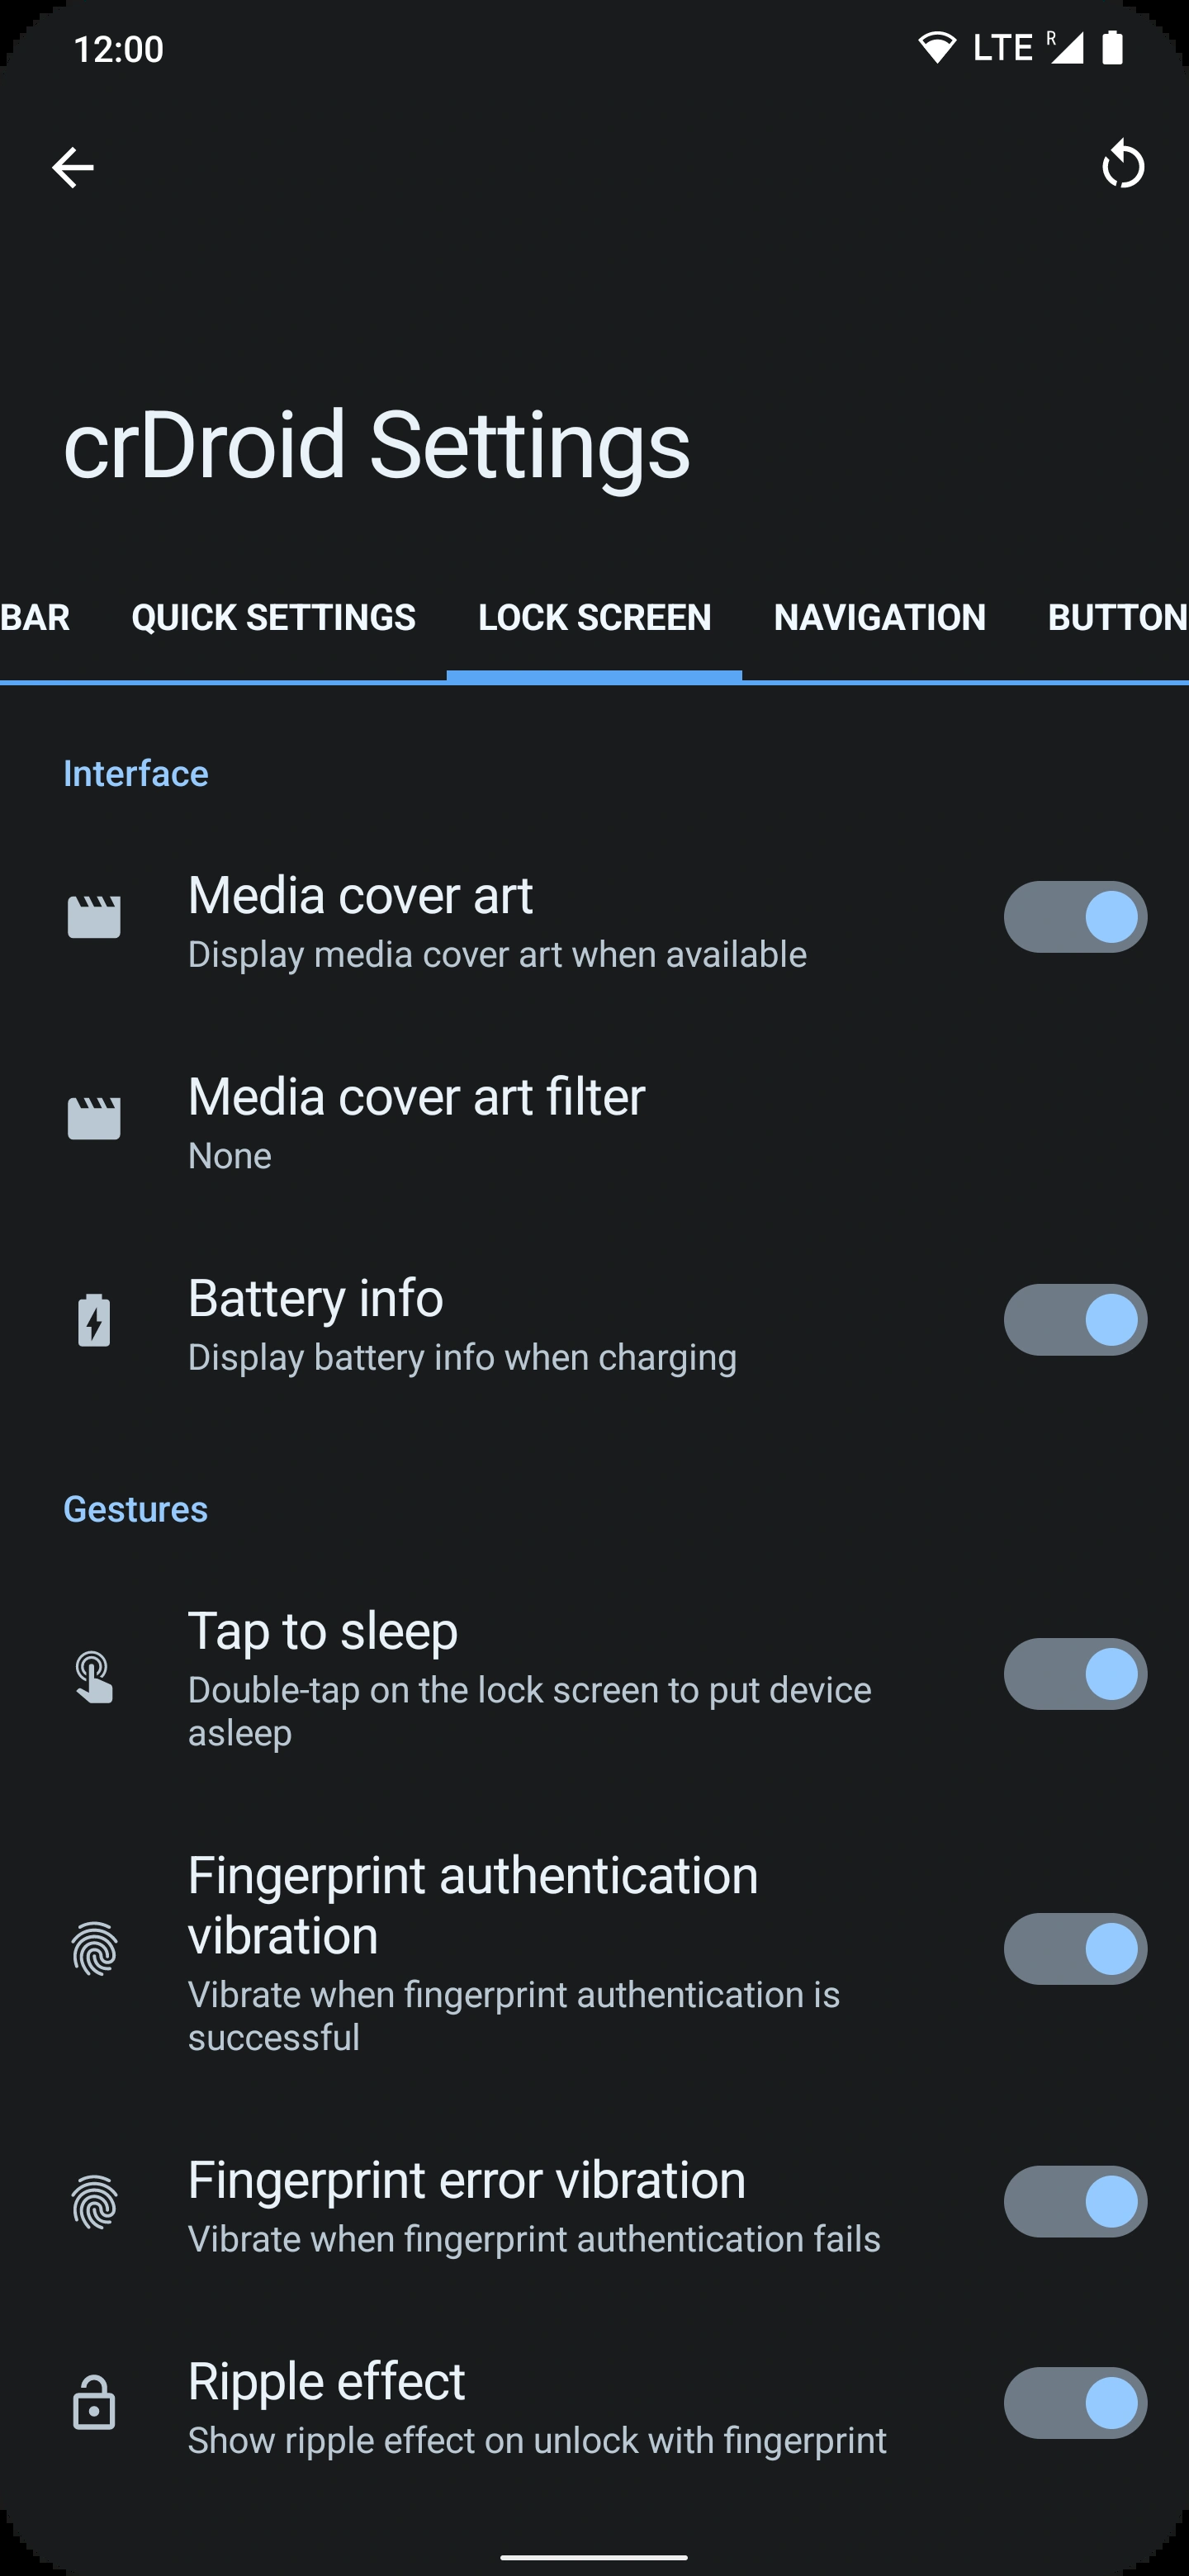 12:00 LTE R
crDroid Settings
BAR QUICK SETTINGS LOCK SCREEN NAVIGATION BUTTON
Interface
Media cover art
Display media cover art when available
Media cover art filter
None
Battery info
Display battery info when charging
Gestures
Tap to sleep
Double-tap on the lock screen to put device
asleep
Fingerprint authentication
vibration
Vibrate when fingerprint authentication is
successful
Fingerprint error vibration
Vibrate when fingerprint authentication fails
Ripple effect
Show ripple effect on unlock with fingerprint